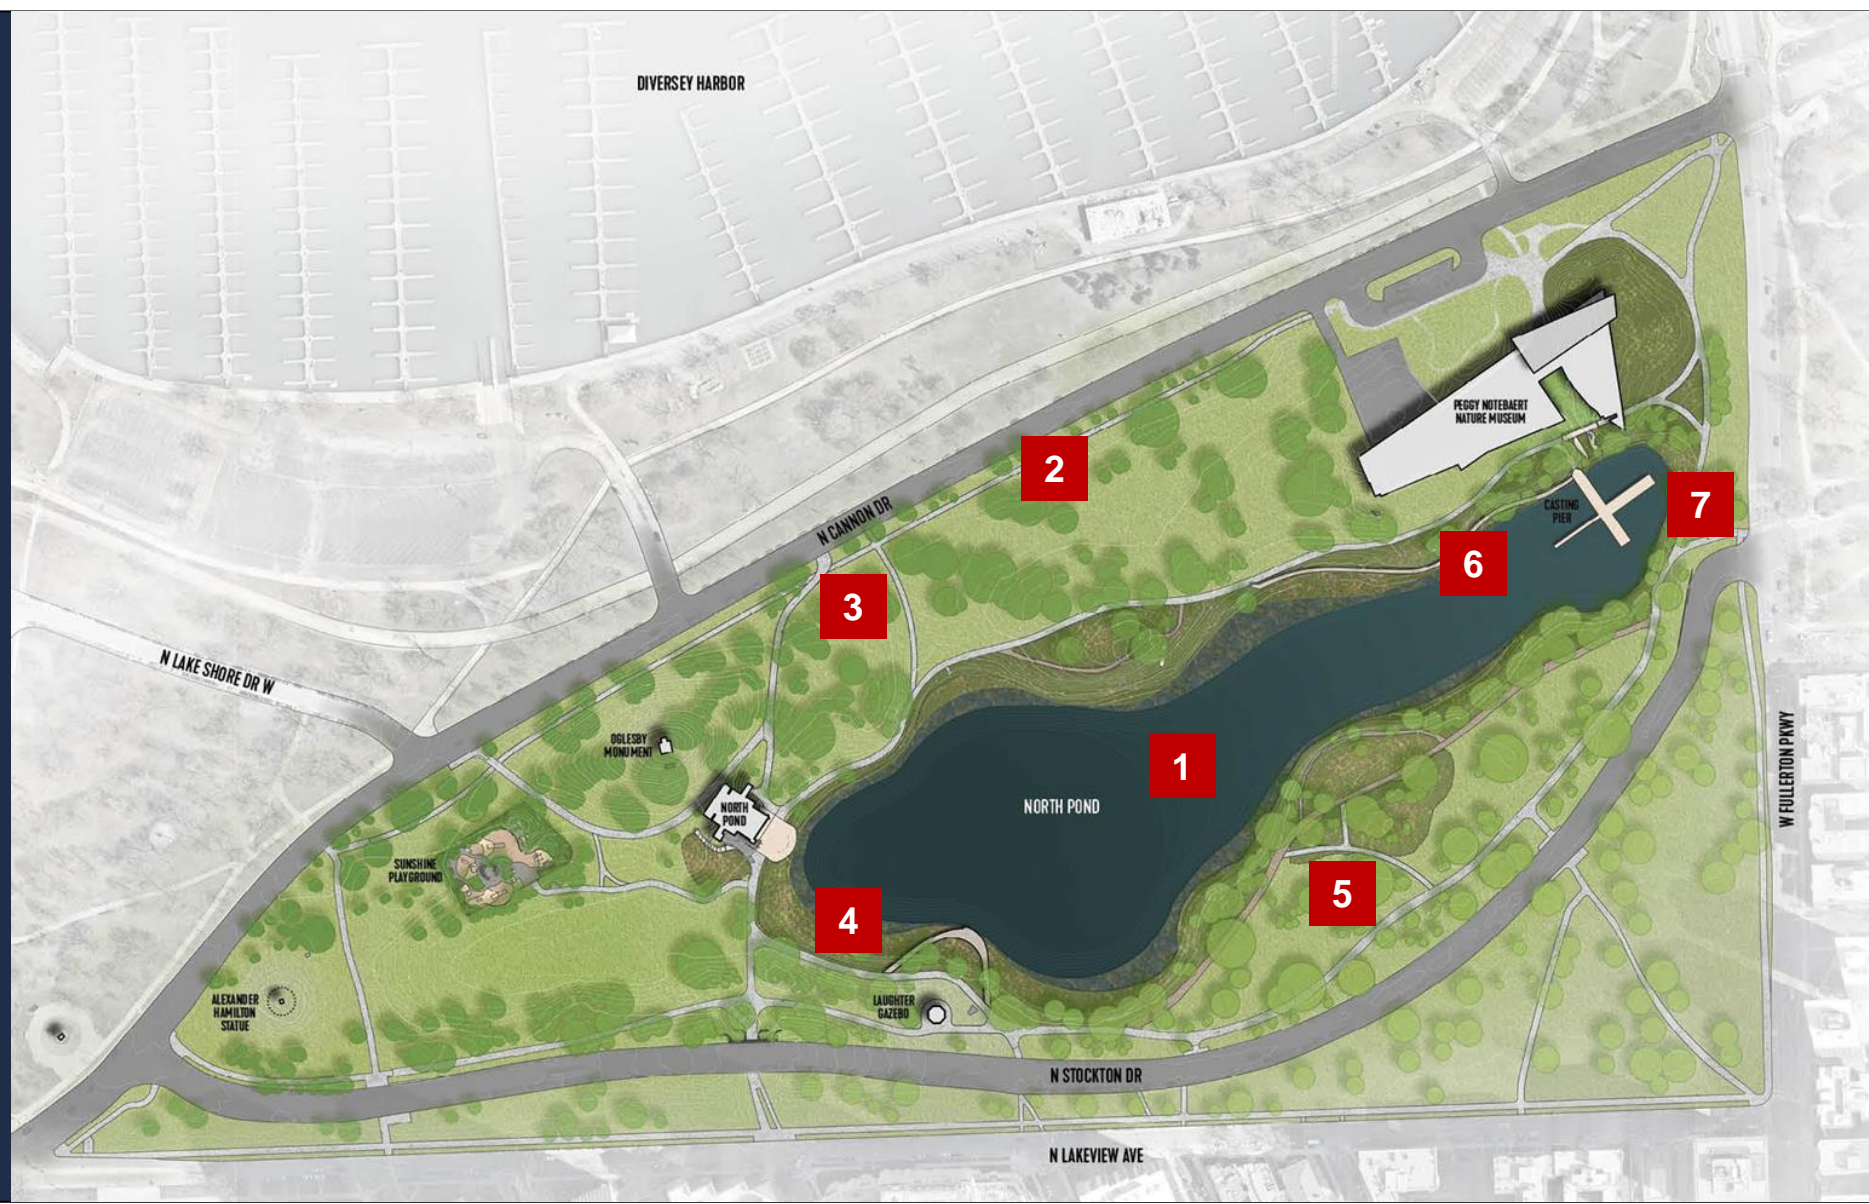 DIVERSEY HARBOR
PEGGY NOTEBAERT
NATURE MUSEUM
2
CASTING
PIER
7
N CANNON DR
6
3
N LAKE SHORE DR W
OGLESBY
MONUMENT
1
W FULLERTON PKWY
NORTH
POND
NORTH POND
SUNSHINE
PLAYGROUND
5
4
ALEXANDER
HAMILTON
STATUE
LAUGHTER
GAZEBO
N STOCKTON DR
N LAKEVIEW AVE